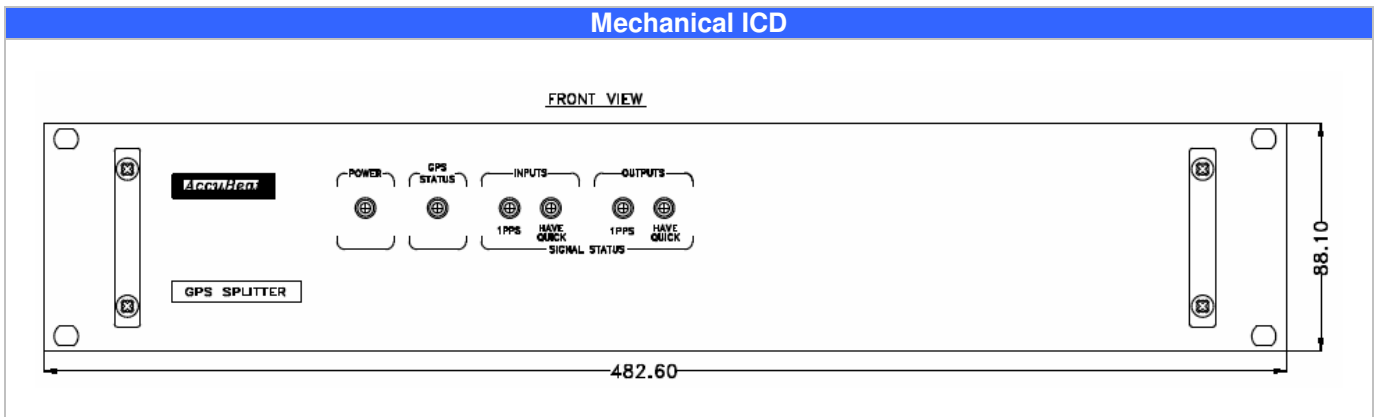 Mechanical ICD
FRONT VIEW
AccuBeat
POWER
GPS
STATUS
INPUTS
OUTPUTS
1PPS
HAVE
QUICK
1PPS
HAVE
QUICK
SIGNAL STATUS
GPS SPLITTER
88.10
482.60